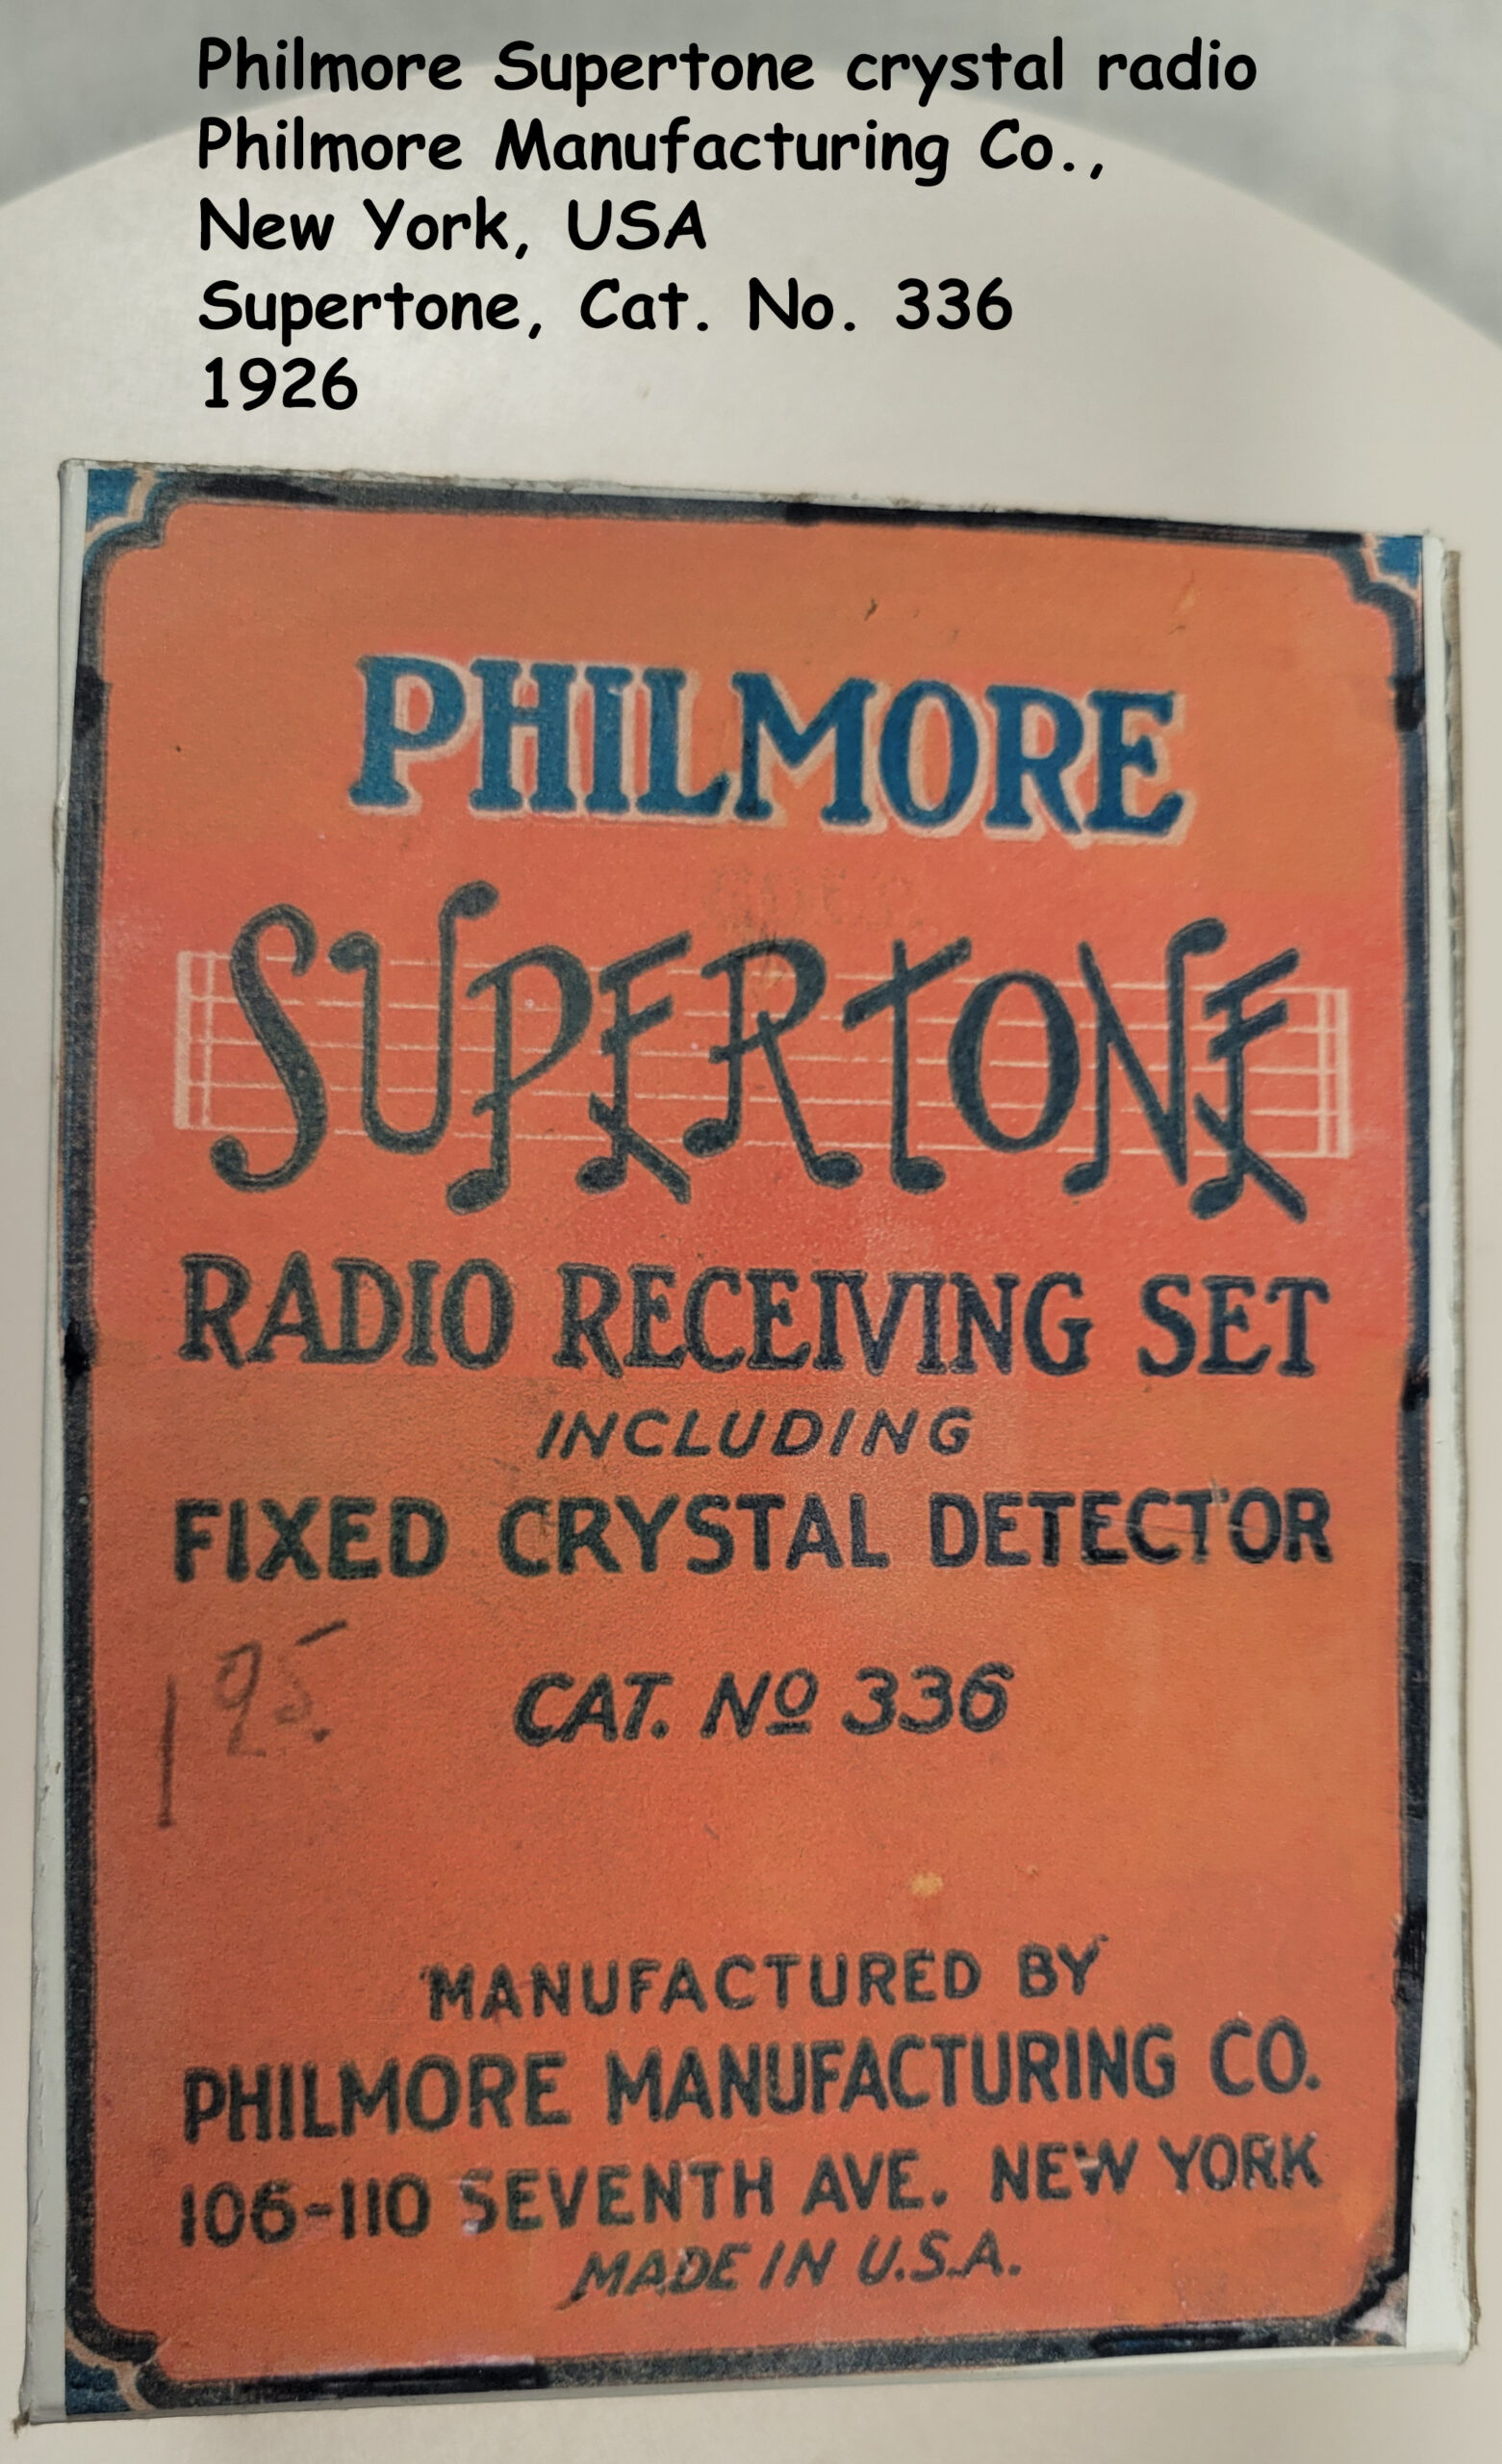 Philmore Supertone crystal radio
Philmore Manufacturing Co.,
New York, USA
Supertone, Cat. No. 336
1926
PHILMORE
SUPERTONE
RADIO RECEIVING SET
INCLUDING
FIXED CRYSTAL DETECTOR
1 95
CAT. Nº 336
MANUFACTURED BY
PHILMORE MANUFACTURING CO.
106-110 SEVENTH AVE. NEW YORK
MADE IN U.S.A.